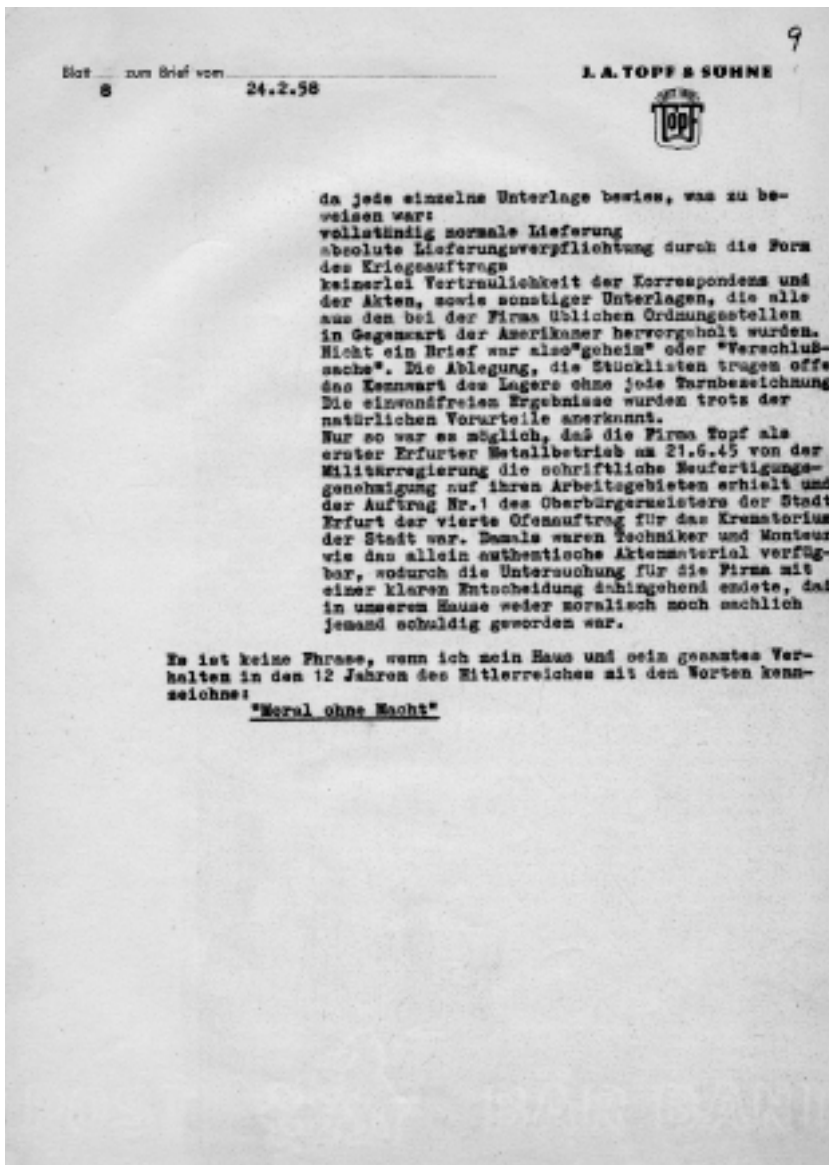 9
Blatt 8 zum Brief vom 24.2.58
J. A. TOPF & SÖHNE
TOPF
da jede einzelne Unterlage bewies, was zu be-
weisen war:
vollständig normale Lieferung
absolute Lieferungsverpflichtung durch die Form
des Kriegsauftrags
keinerlei Vertraulichkeit der Korrespondenz und
der Akten, sowie sonstiger Unterlagen, die alle
aus den bei der Firma üblichen Ordnungsstellen
in Gegenwart der Amerikaner hervorgeholt wurden.
Nicht ein Brief war also"geheim" oder "Verschluß-
sache". Die Ablegung, die Stücklisten trugen offe
das Kennwort des Lagers ohne jede Tarnbezeichnung
Die einwandfreien Ergebnisse wurden trotz der
natürlichen Vorurteile anerkannt.
Nur so war es möglich, daß die Firma Topf als
erster Erfurter Metallbetrieb am 21.6.45 von der
Militärregierung die schriftliche Neufertigungs-
genehmigung auf ihren Arbeitsgebieten erhielt und
der Auftrag Nr.1 des Oberbürgermeisters der Stadt
Erfurt der vierte Ofenauftrag für das Krematorium
der Stadt war. Damals waren Techniker und Monteur
wie das allein authentische Aktenmaterial verfüg-
bar, wodurch die Untersuchung für die Firma mit
einer klaren Entscheidung dahingehend endete, daß
in unserem Hause weder moralisch noch sachlich
jemand schuldig geworden war.
Es ist keine Phrase, wenn ich mein Haus und sein gesamtes Ver-
halten in den 12 Jahren des Hitlerreiches mit den Worten kenn-
zeichne:
"Moral ohne Macht"